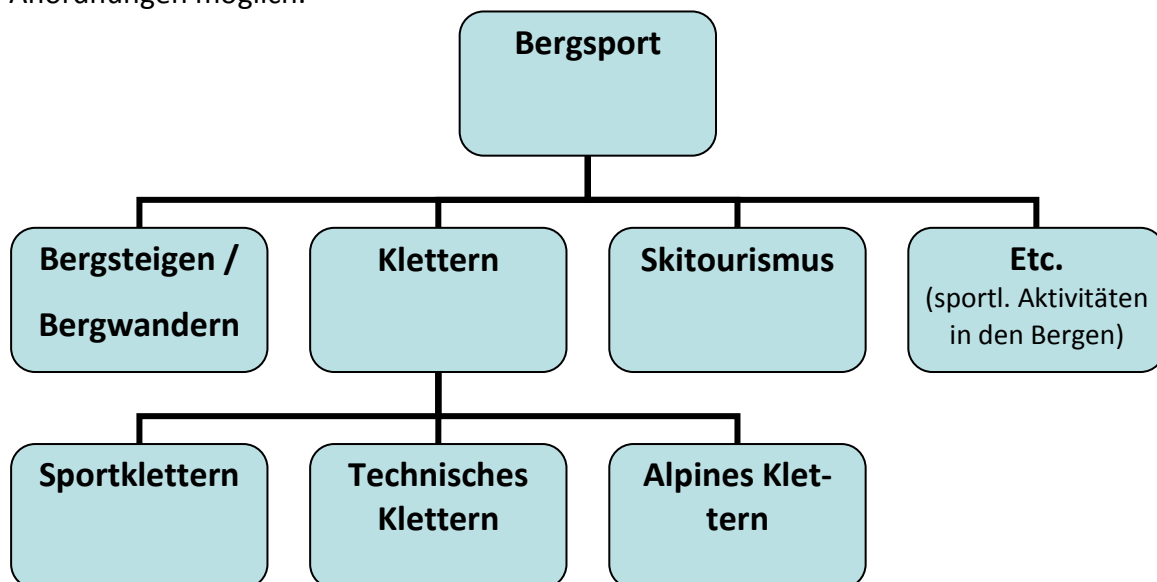 Anordnungen möglich.
Bergsport
Bergsteigen /
Bergwandern
Klettern
Skitourismus
Etc.
(sportl. Aktivitäten
in den Bergen)
Sportklettern
Technisches
Klettern
Alpines Klet-
tern